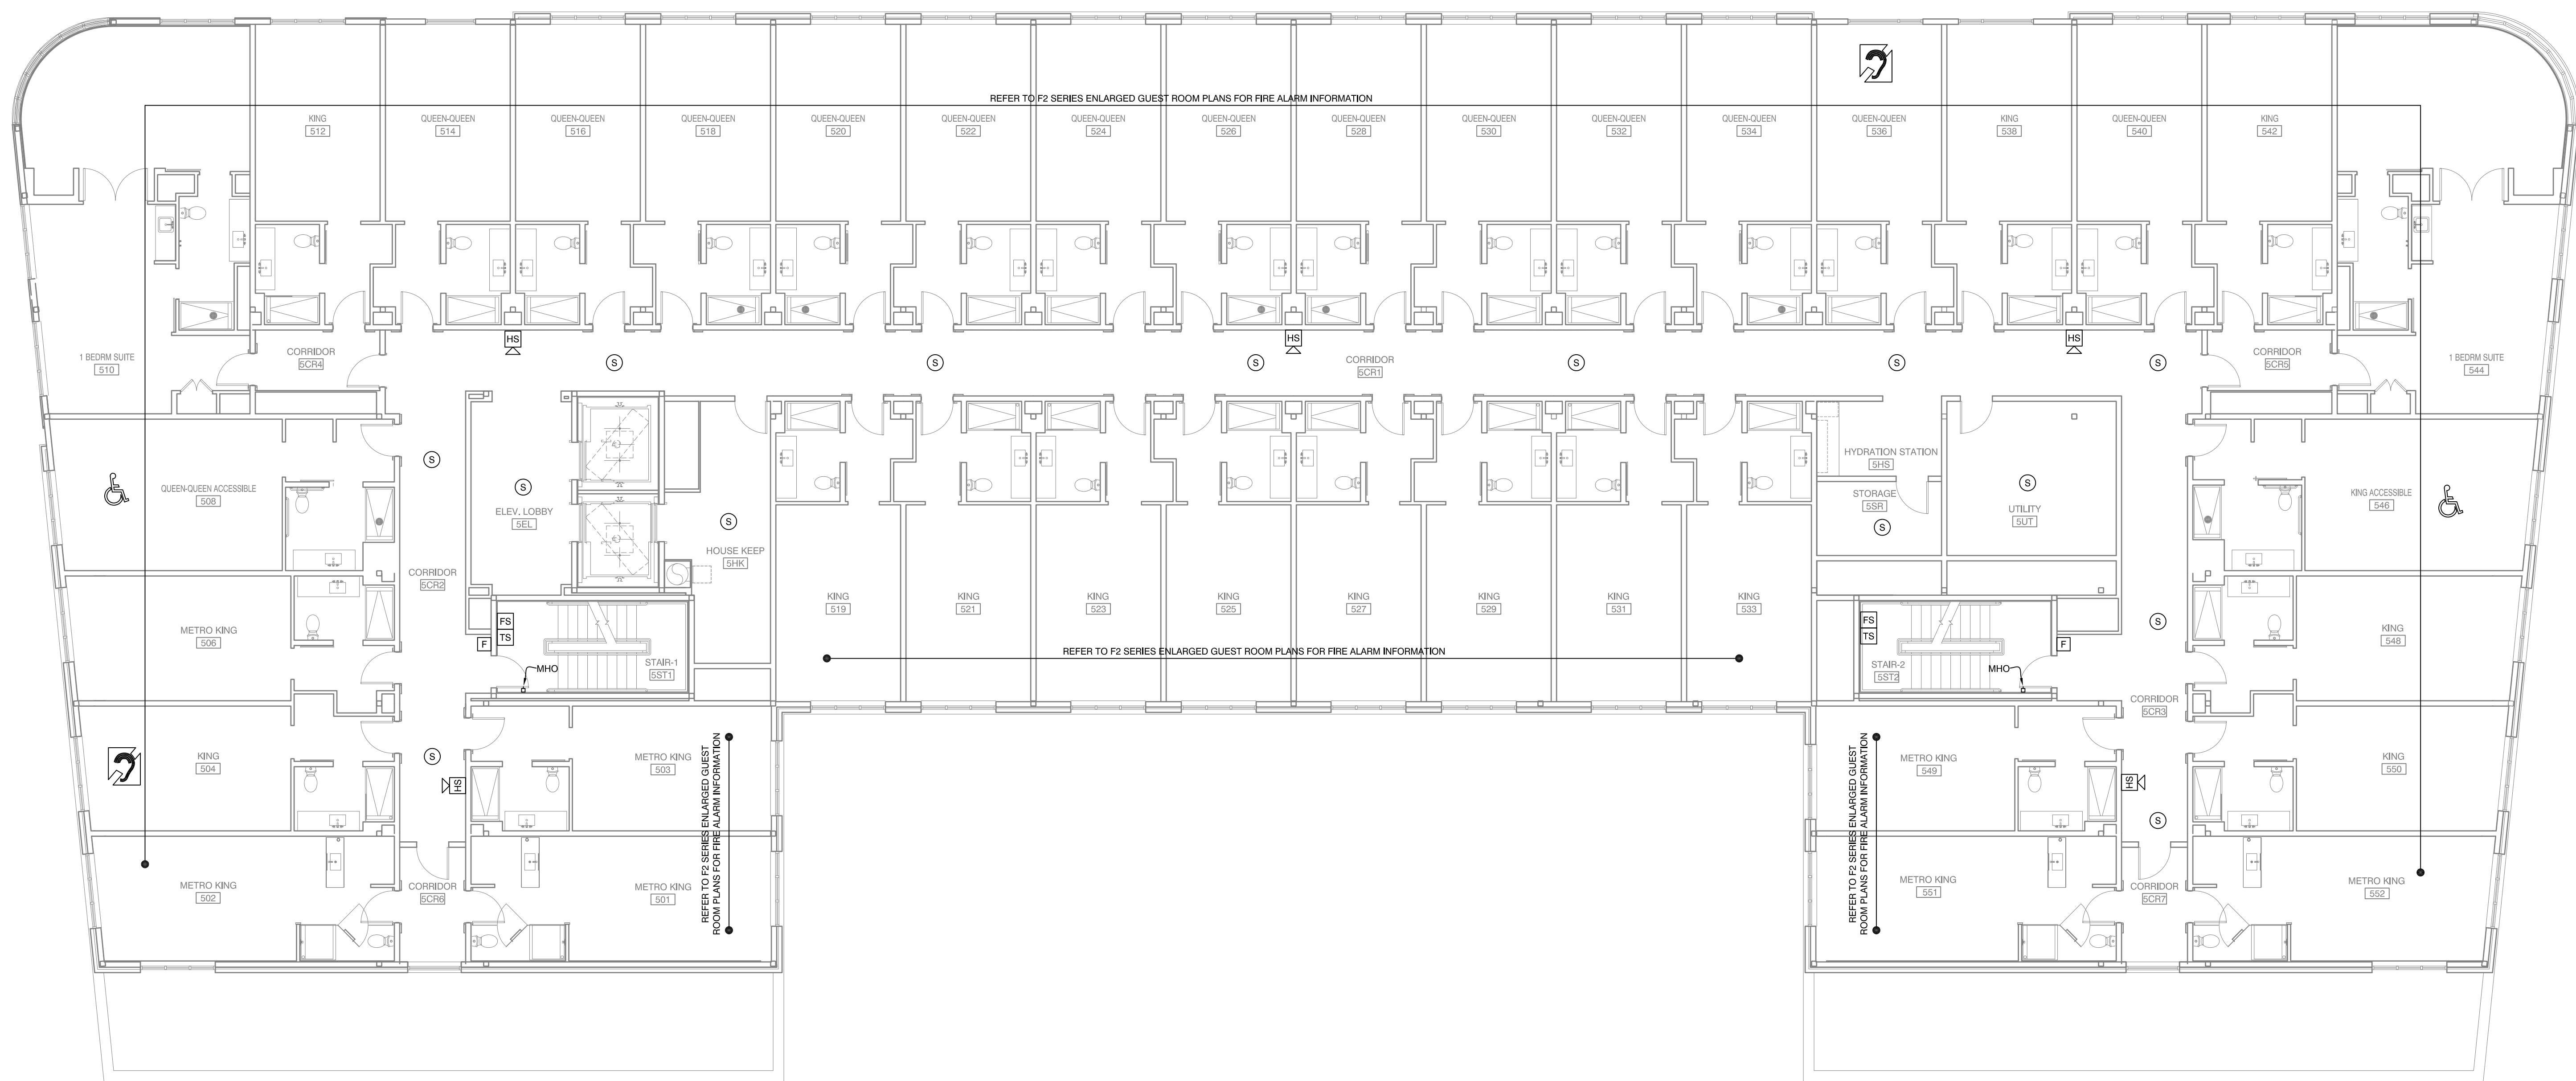 REFER TO F2 SERIES ENLARGED GUEST ROOM PLANS FOR FIRE ALARM INFORMATION
KING
512
QUEEN-QUEEN
514
QUEEN-QUEEN
516
QUEEN-QUEEN
518
QUEEN-QUEEN
520
QUEEN-QUEEN
522
QUEEN-QUEEN
524
QUEEN-QUEEN
526
QUEEN-QUEEN
528
QUEEN-QUEEN
530
QUEEN-QUEEN
532
QUEEN-QUEEN
534
QUEEN-QUEEN
536
KING
538
QUEEN-QUEEN
540
KING
542
HS
HS
HS
1 BEDRM SUITE
510
CORRIDOR
5CR4
S
S
S
CORRIDOR
5CR1
S
S
S
CORRIDOR
5CR5
1 BEDRM SUITE
544
S
QUEEN-QUEEN ACCESSIBLE
508
S
ELEV. LOBBY
5EL
S
HOUSE KEEP
5HK
HYDRATION STATION
5HS
STORAGE
5SR
S
S
UTILITY
5UT
KING ACCESSIBLE
546
CORRIDOR
5CR2
KING
519
KING
521
KING
523
KING
525
KING
527
KING
529
KING
531
KING
533
METRO KING
506
FS
TS
F
MHO
STAIR-1
5ST1
REFER TO F2 SERIES ENLARGED GUEST ROOM PLANS FOR FIRE ALARM INFORMATION
FS
TS
STAIR-2
5ST2
MHO
F
S
KING
548
CORRIDOR
5CR3
KING
504
S
HS
METRO KING
503
REFER TO F2 SERIES ENLARGED GUEST
ROOM PLANS FOR FIRE ALARM INFORMATION
METRO KING
549
REFER TO F2 SERIES ENLARGED GUEST
ROOM PLANS FOR FIRE ALARM INFORMATION
HS
S
KING
550
METRO KING
502
CORRIDOR
5CR6
METRO KING
501
METRO KING
551
CORRIDOR
5CR7
METRO KING
552